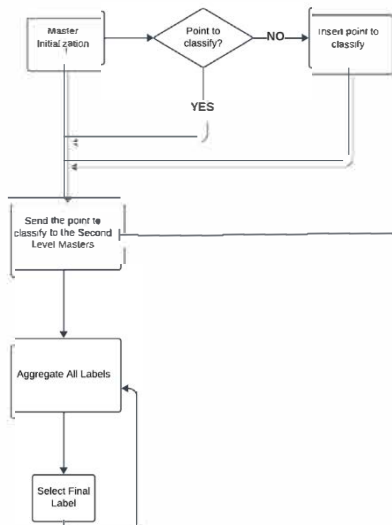 Master
Initialization
Point to
classify?
NO
Insert point to
classify
YES
Send the point to
classify to the Second
Level Masters
Aggregate All Labels
Select Final
Label